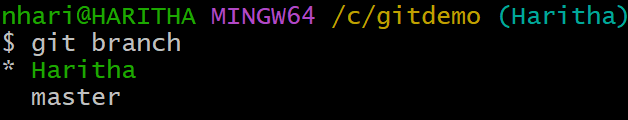 nhari@HARITHA MINGW64 /c/gitdemo (Haritha)
$ git branch
* Haritha
  master